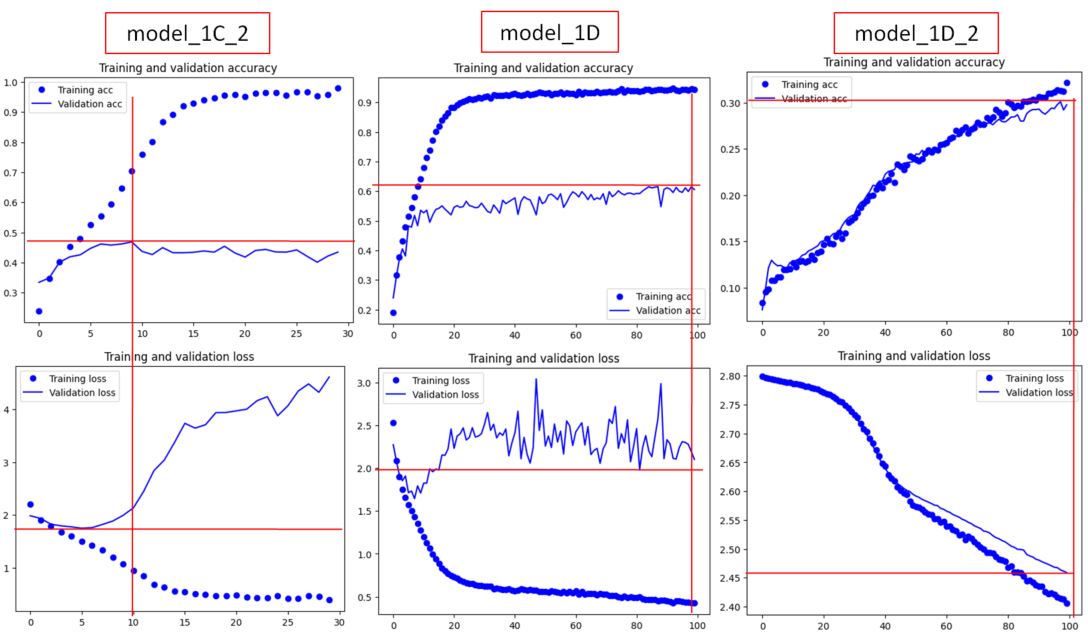 model_1C_2
model_1D
model_1D_2
Training and validation accuracy
Training acc
Validation acc
1.0
0.9
0.8
0.7
0.6
0.5
0.4
0.3
0 5 10 15 20 25 30
Training and validation accuracy
0.9
0.8
0.7
0.6
0.5
0.4
0.3
0.2
Training acc
Validation acc
0 20 40 60 80 100
Training and validation accuracy
Training acc
Validation acc
0.30
0.25
0.20
0.15
0.10
0 20 40 60 80 100
Training and validation loss
Training loss
Validation loss
4
3
2
1
0 5 10 15 20 25 30
Training and validation loss
Training loss
Validation loss
3.0
2.5
2.0
1.5
1.0
0.5
0 20 40 60 80 100
Training and validation loss
Training loss
Validation loss
2.80
2.75
2.70
2.65
2.60
2.55
2.50
2.45
2.40
0 20 40 60 80 100